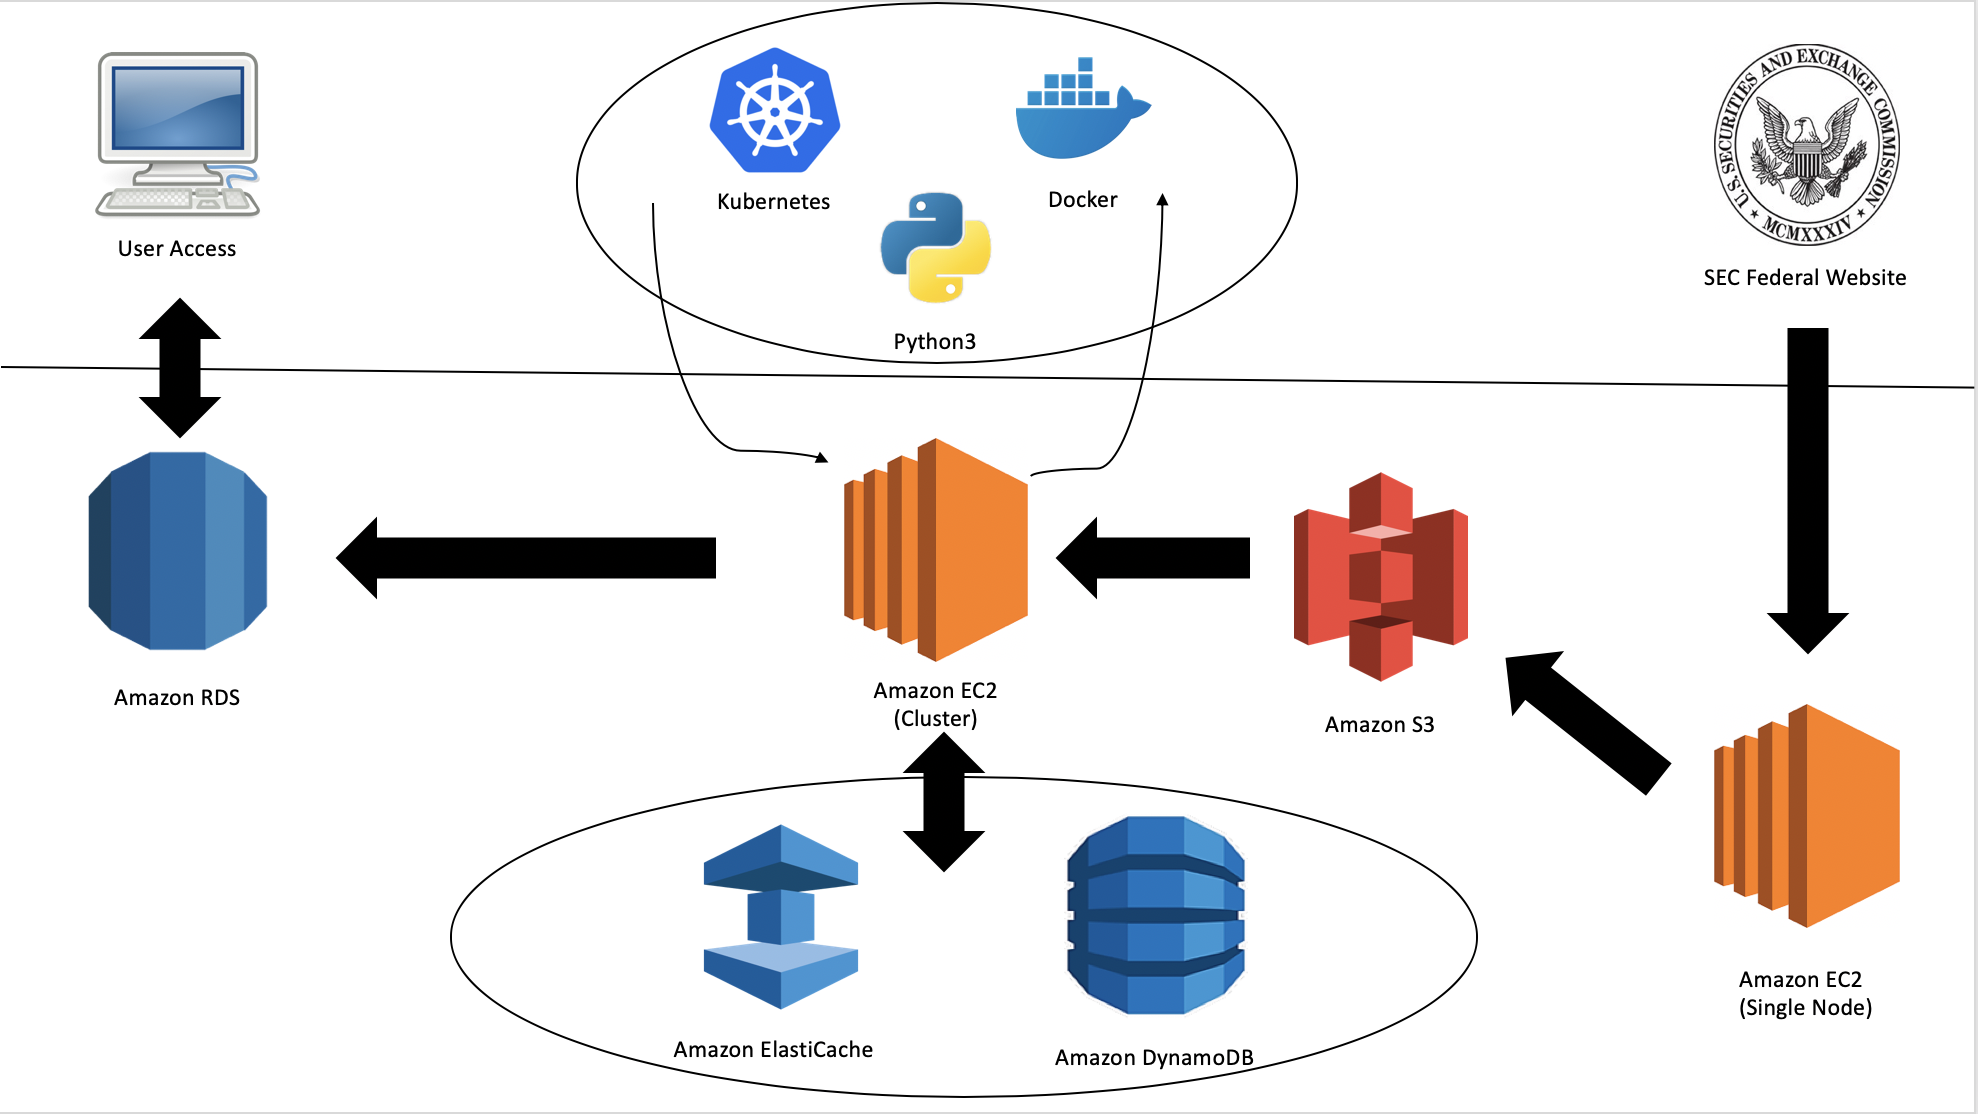 U.S. SECURITIES AND EXCHANGE COMMISSION
MCMXXXIV
Kubernetes
Docker
User Access
SEC Federal Website
Python3
Amazon RDS
Amazon EC2
(Cluster)
Amazon S3
Amazon EC2
(Single Node)
Amazon ElastiCache
Amazon DynamoDB